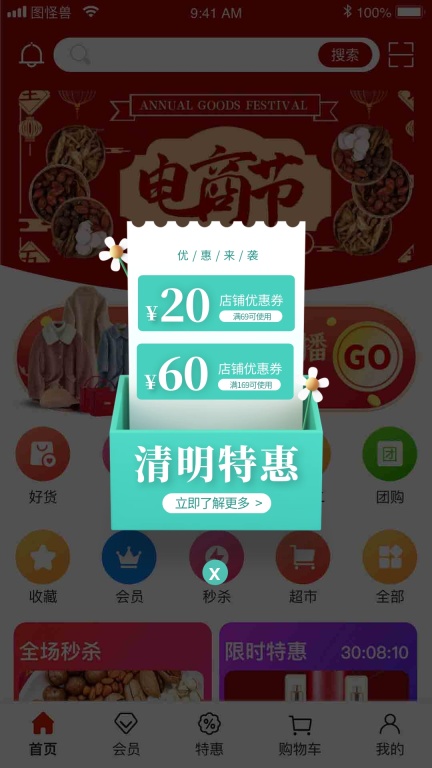 图怪兽
9:41 AM
100%
搜索
ANNUAL GOODS FESTIVAL
电商节
优/惠/来/袭
¥20
店铺优惠券
满69可使用
¥60
店铺优惠券
满169可使用
播
GO
清明特惠
立即了解更多 >
X
团
好货
团购
收藏
会员
秒杀
超市
全部
全场秒杀
限时特惠
30:08:10
首页
会员
特惠
购物车
我的